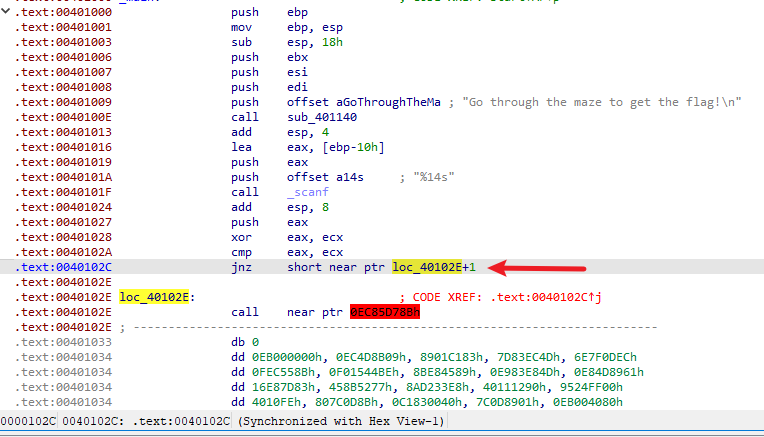 .text:00401000 push ebp
.text:00401001 mov ebp, esp
.text:00401003 sub esp, 18h
.text:00401006 push ebx
.text:00401007 push esi
.text:00401008 push edi
.text:00401009 push offset aGoThroughTheMa ; "Go through the maze to get the flag!\n"
.text:0040100E call sub_401140
.text:00401013 add esp, 4
.text:00401016 lea eax, [ebp-10h]
.text:00401019 push eax
.text:0040101A push offset a14s ; "%14s"
.text:0040101F call _scanf
.text:00401024 add esp, 8
.text:00401027 push eax
.text:00401028 xor eax, ecx
.text:0040102A cmp eax, ecx
.text:0040102C jnz short near ptr loc_40102E+1
.text:0040102E
.text:0040102E loc_40102E: ; CODE XREF: .text:0040102C↑j
.text:0040102E call near ptr 0EC85D78Bh
.text:0040102E ; ---------------------------------------------------------------------------
.text:00401033 db 0
.text:00401034 dd 0EB000000h, 0EC4D8B09h, 8901C183h, 7D83EC4Dh, 6E7F0DECh
.text:00401034 dd 0FEC558Bh, 0F01544BEh, 8BE84589h, 0E983E84Dh, 0E84D8961h
.text:00401034 dd 16E87D83h, 458B5277h, 8AD233E8h, 40111290h, 9524FF00h
.text:00401034 dd 4010FEh, 807C0D8Bh, 0C1830040h, 7C0D8901h, 0EB004080h
0000102C 0040102C: .text:0040102C (Synchronized with Hex View-1)